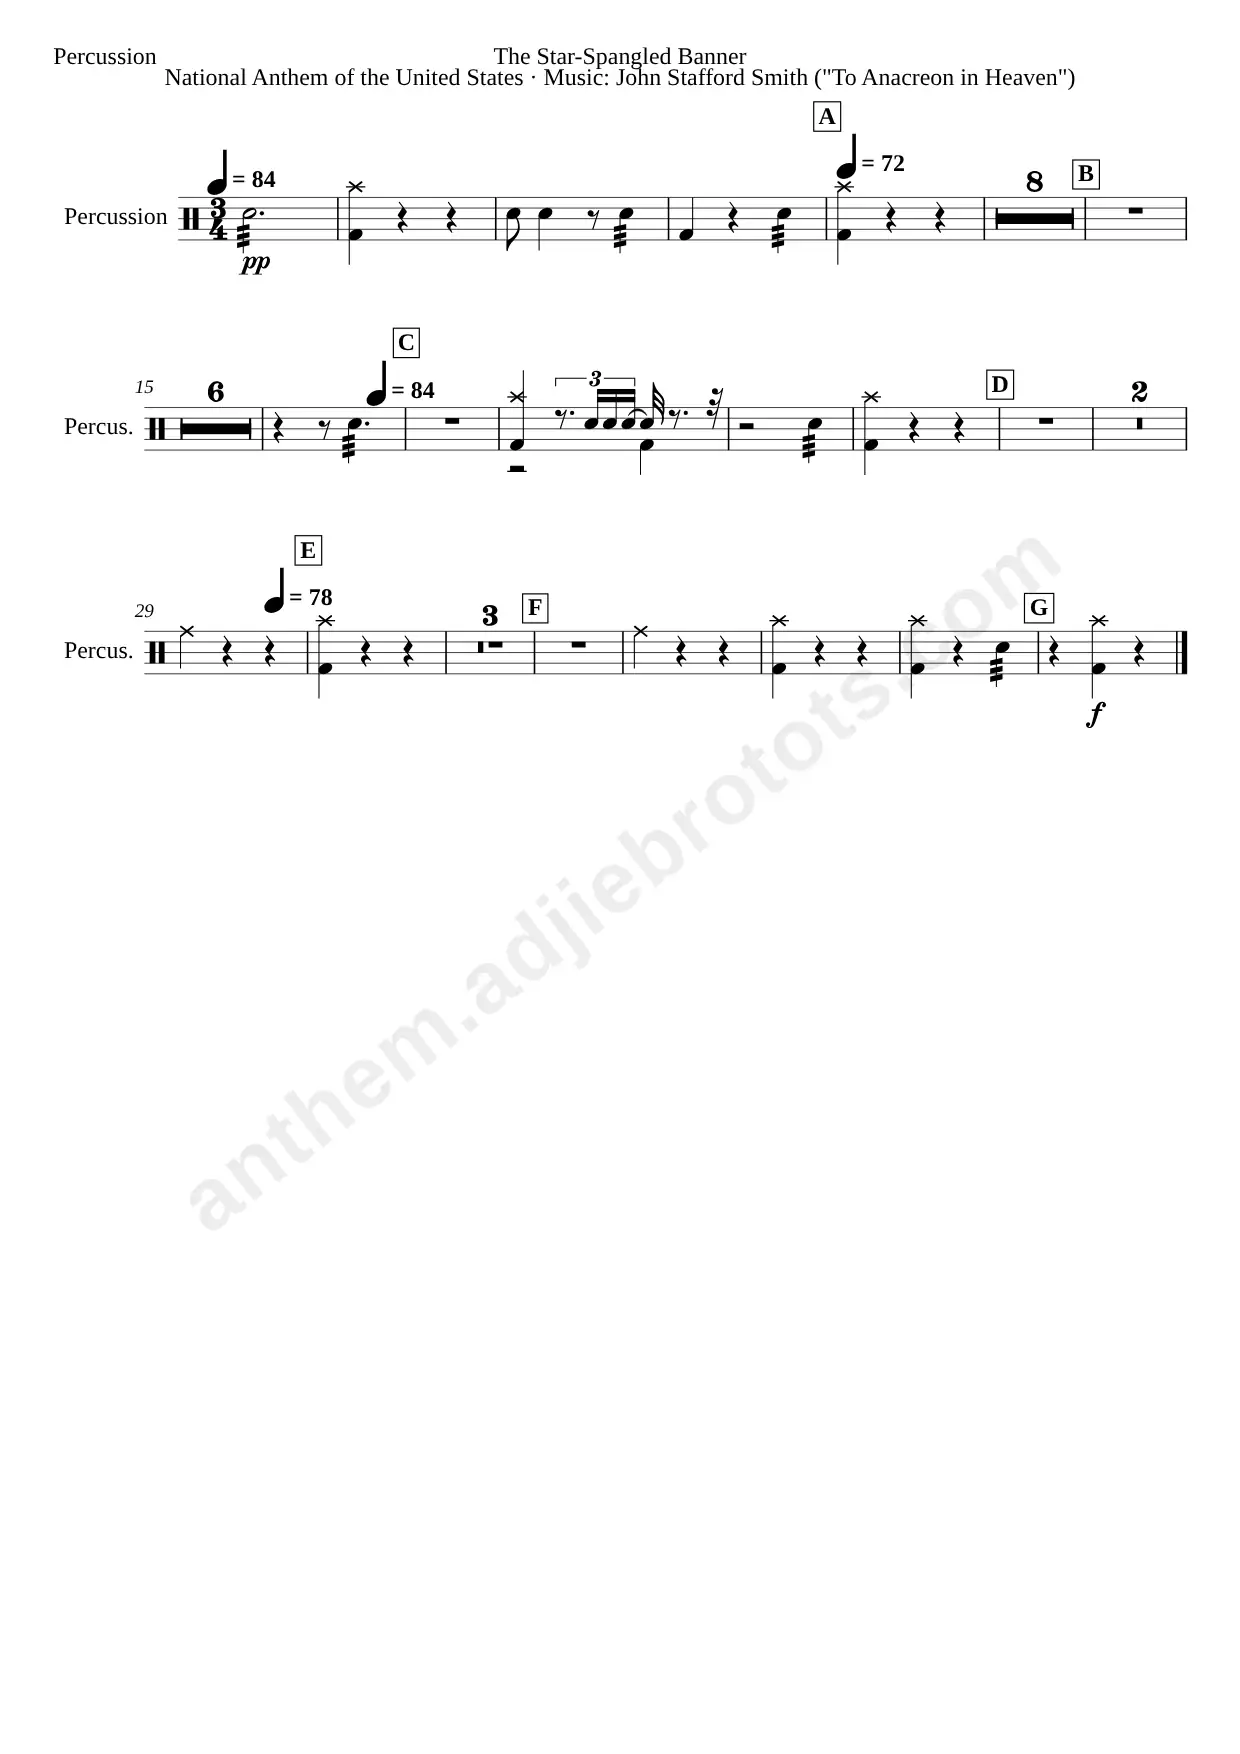 Percussion
The Star-Spangled Banner
National Anthem of the United States · Music: John Stafford Smith ("To Anacreon in Heaven")
A
= 84
= 72
8
B
Percussion
3
4
pp
C
15
6
= 84
3
D
2
Percus.
E
29
= 78
3
F
G
Percus.
f
anthem.adjiebrotots.com